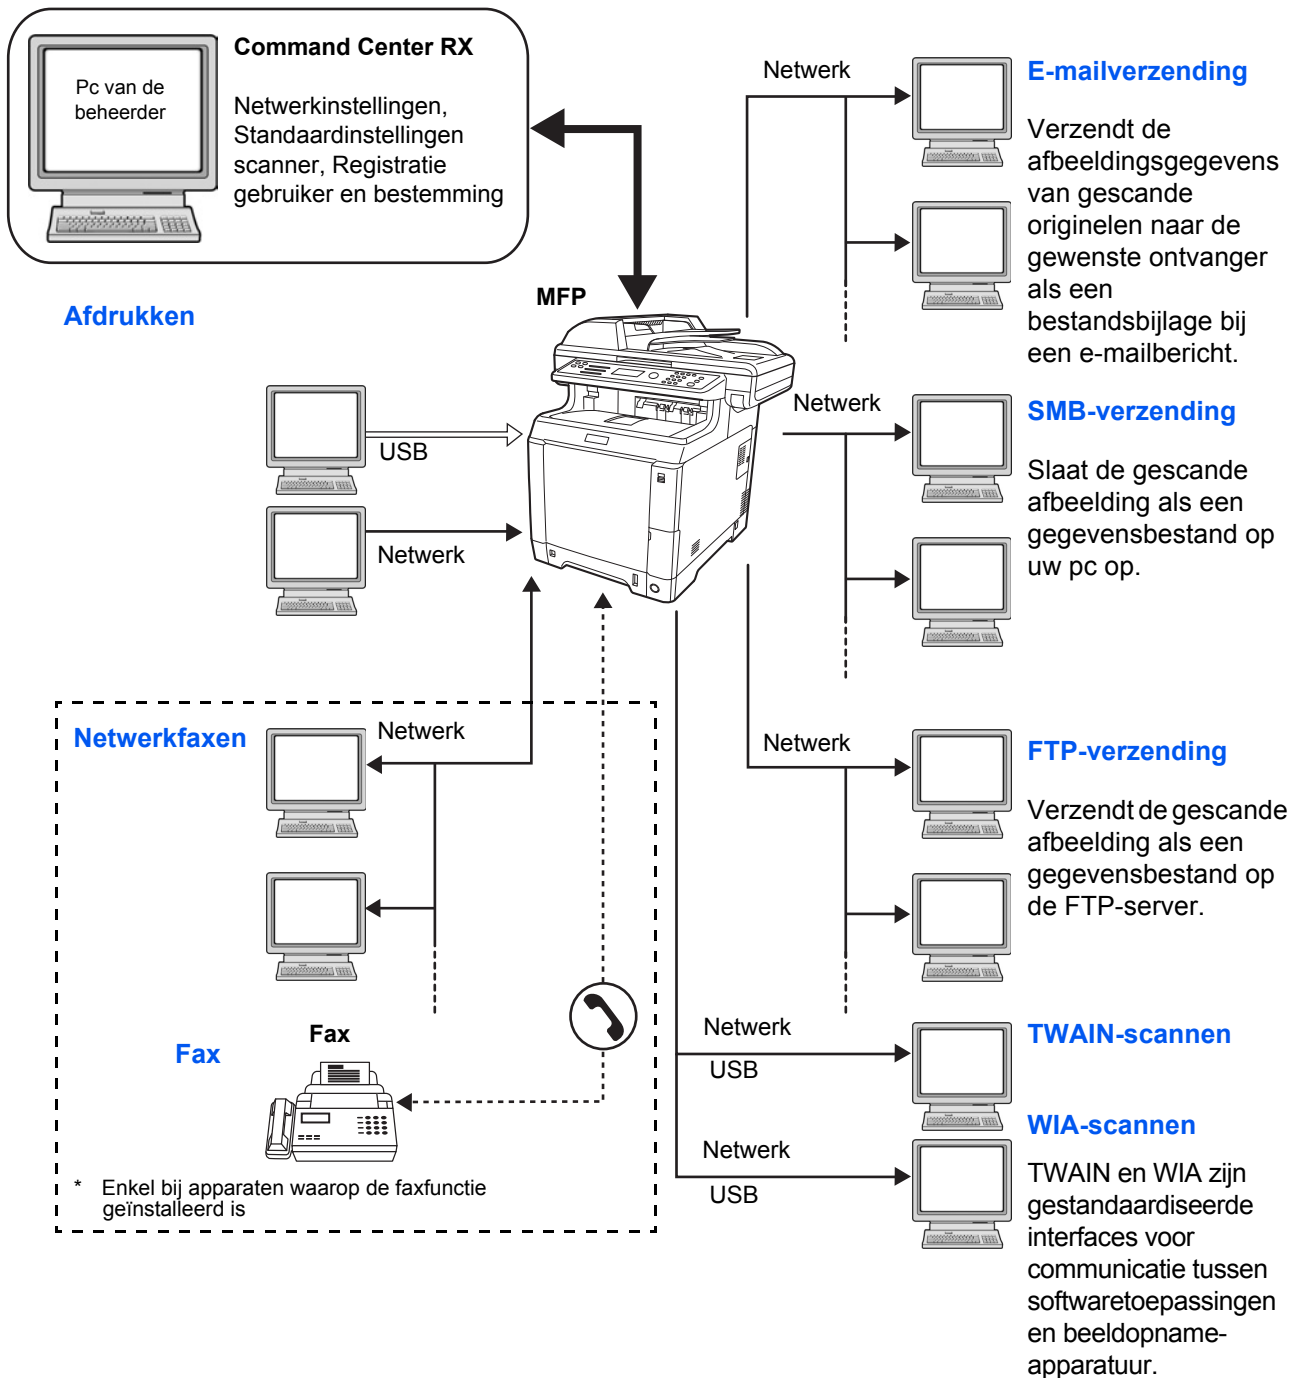 Command Center RX
Pc van de
beheerder
Netwerkinstellingen,
Standaardinstellingen
scanner, Registratie
gebruiker en bestemming
Afdrukken
MFP
USB
Netwerk
Netwerk
E-mailverzending
Verzendt de
afbeeldingsgegevens
van gescande
originelen naar de
gewenste ontvanger
als een
bestandsbijlage bij
een e-mailbericht.
Netwerk
SMB-verzending
Slaat de gescande
afbeelding als een
gegevensbestand op
uw pc op.
Netwerkfaxen
Netwerk
Netwerk
FTP-verzending
Verzendt de gescande
afbeelding als een
gegevensbestand op
de FTP-server.
Fax
Fax
* Enkel bij apparaten waarop de faxfunctie
geïnstalleerd is
Netwerk
USB
TWAIN-scannen
Netwerk
USB
WIA-scannen
TWAIN en WIA zijn
gestandaardiseerde
interfaces voor
communicatie tussen
softwaretoepassingen
en beeldopname-
apparatuur.